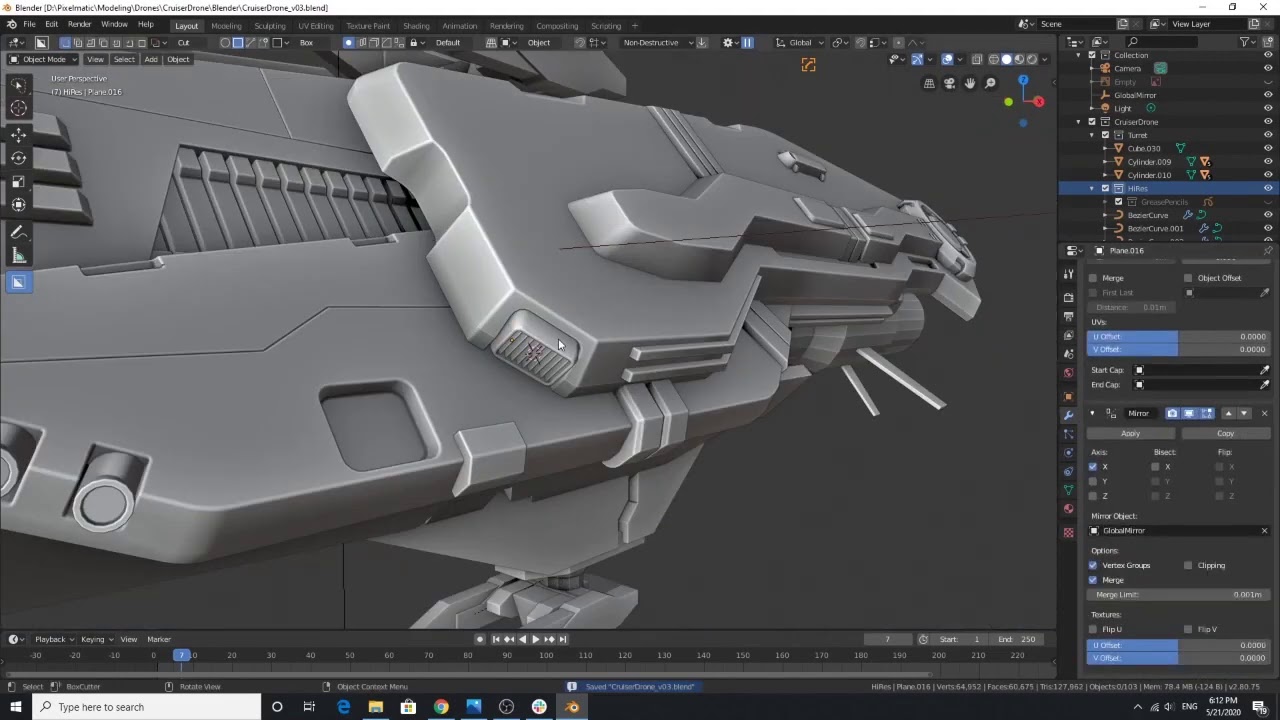 Blender [D:\Pixelmatic\Modeling\Drones\CruiserDrone\Blender\CruiserDrone_v03.blend]
File Edit Render Window Help Layout Modeling Sculpting UV Editing Texture Paint Shading Animation Rendering Compositing Scripting + Scene View Layer
Cut Box Default Object Non-Destructive Global
Object Mode View Select Add Object
User Perspective
(7) HiRes | Plane.016
Collection
Camera
Empty
GlobalMirror
Light
CruiserDrone
Turret
Cube.030
Cylinder.009
Cylinder.010
HiRes
GreasePencils
BezierCurve
BezierCurve.001
Plane.016
Merge Object Offset
First Last
Distance: 0.01m
UVs:
U Offset: 0.0000
V Offset: 0.0000
Start Cap:
End Cap:
Mirror
Apply Copy
Axis: Bisect: Flip:
X X X
Y Y Y
Z Z Z
Mirror Object:
GlobalMirror
Options:
Vertex Groups Clipping
Merge
Merge Limit: 0.001m
Textures:
Flip U Flip V
U Offset: 0.0000
V Offset: 0.0000
Playback Keying View Marker 7 Start: 1 End: 250
-30 -20 -10 0 7 10 20 30 40 50 60 70 80 90 100 110 120 130 140 150 160 170 180 190 200 210 220
Select BoxCutter Rotate View Object Context Menu Saved "CruiserDrone_v03.blend" HiRes | Plane.016 | Verts:64,952 | Faces:60,675 | Tris:127,962 | Objects:0/103 | Mem: 78.4 MB (-124 B) | v2.80.75
Type here to search
ENG
6:12 PM
5/21/2020